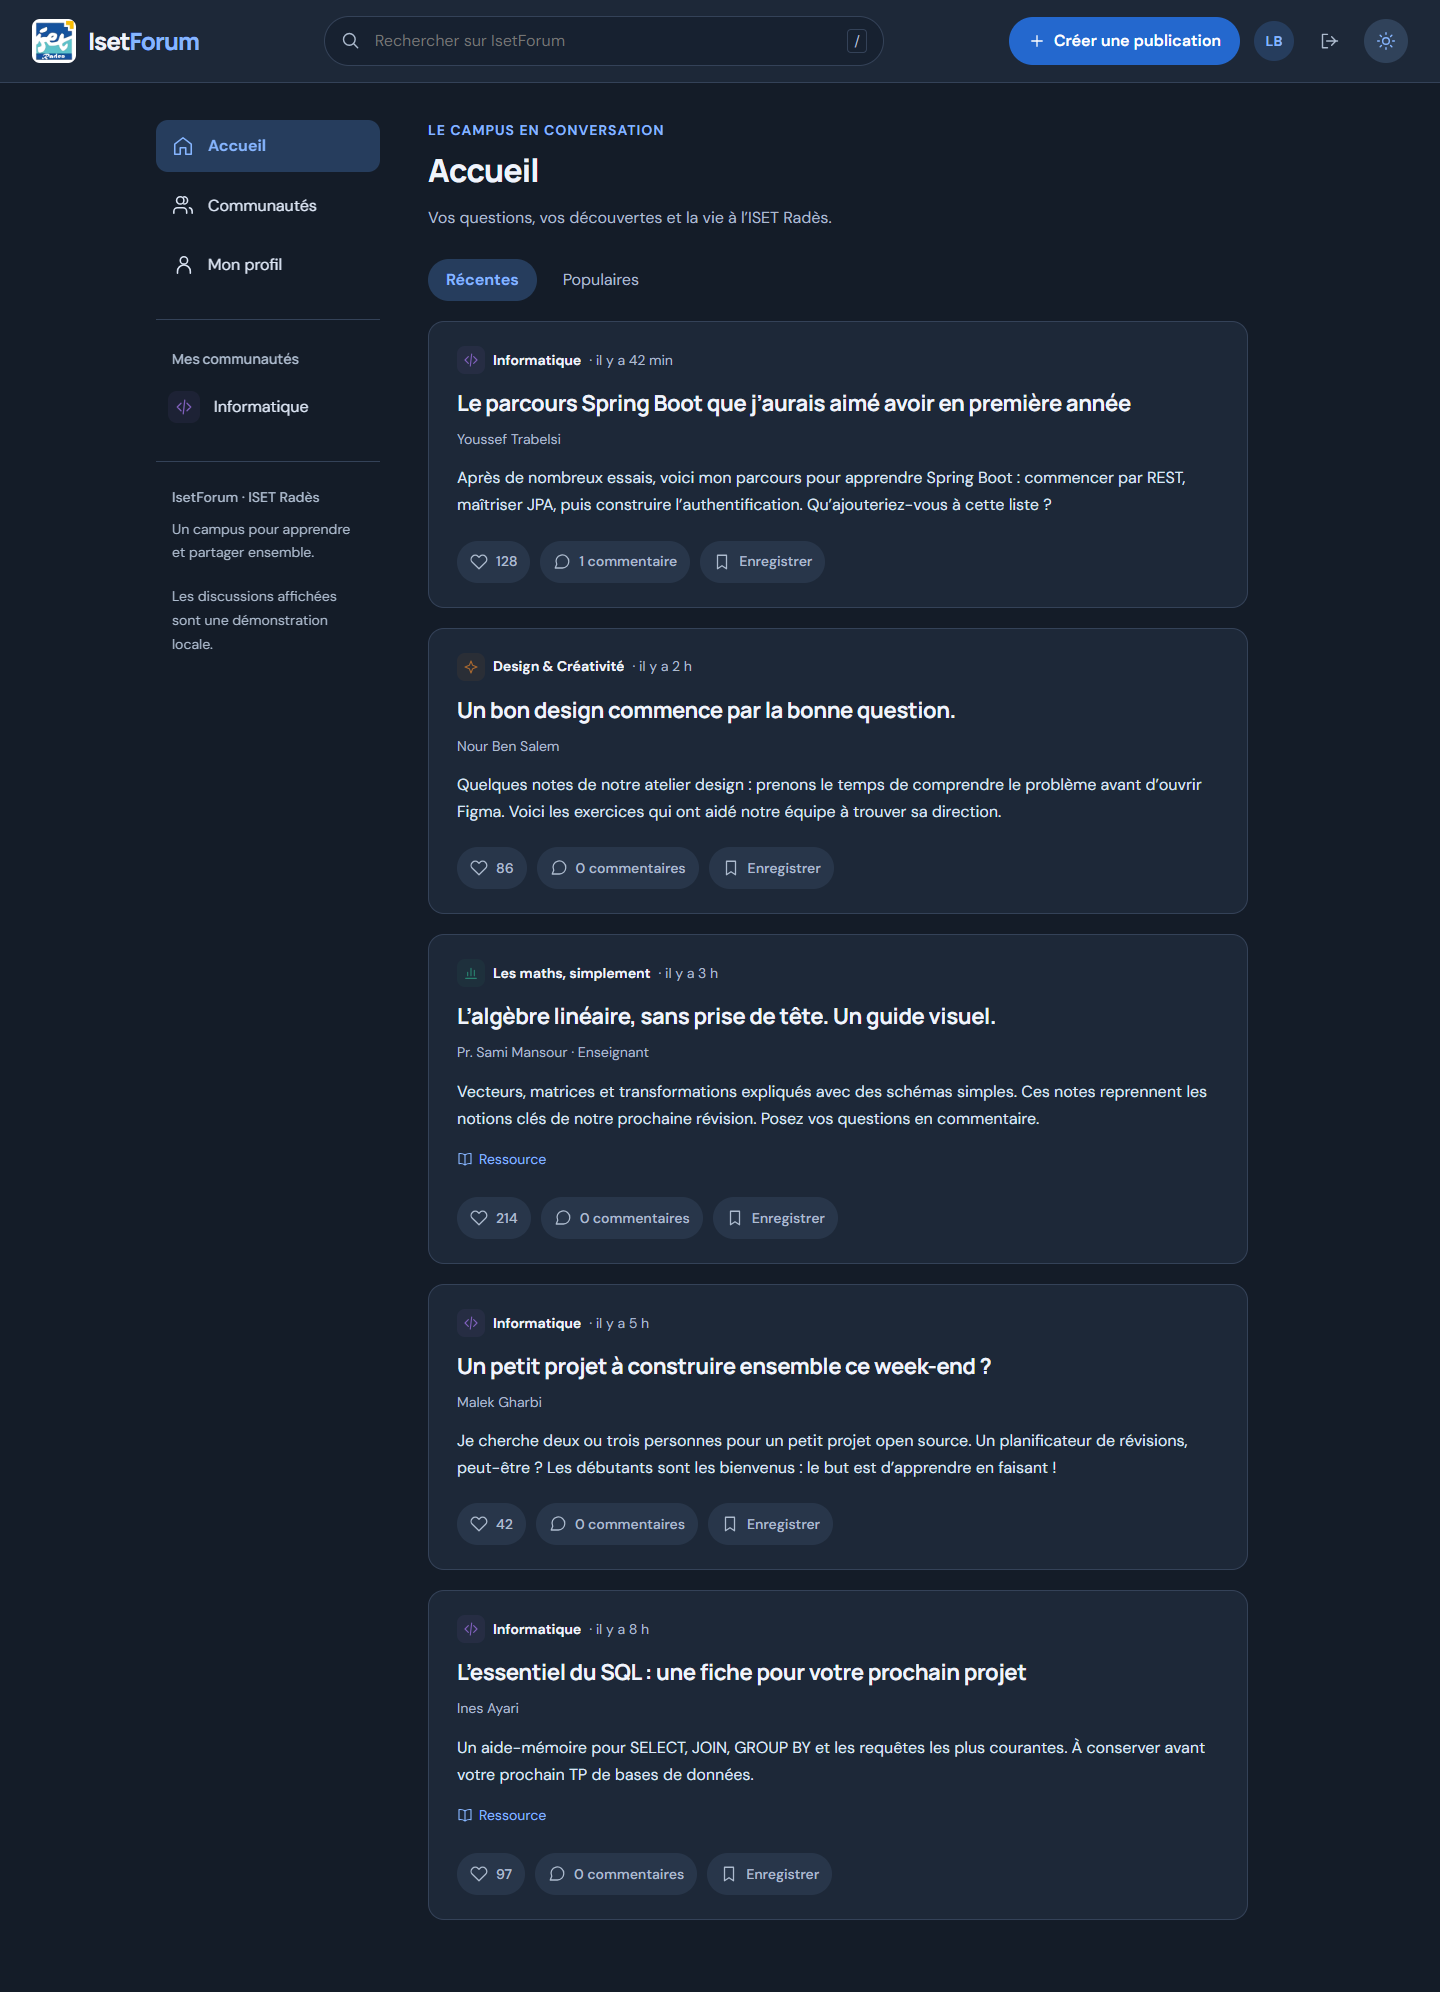 iset
Rades
IsetForum
Rechercher sur IsetForum
/
Créer une publication
LB
Accueil
Communautés
Mon profil
Mes communautés
Informatique
IsetForum · ISET Radès
Un campus pour apprendre
et partager ensemble.
Les discussions affichées
sont une démonstration
locale.
LE CAMPUS EN CONVERSATION
Accueil
Vos questions, vos découvertes et la vie à l’ISET Radès.
Récentes
Populaires
Informatique · il y a 42 min
Le parcours Spring Boot que j’aurais aimé avoir en première année
Youssef Trabelsi
Après de nombreux essais, voici mon parcours pour apprendre Spring Boot : commencer par REST,
maîtriser JPA, puis construire l’authentification. Qu’ajouteriez-vous à cette liste ?
128 1 commentaire Enregistrer
Design & Créativité · il y a 2 h
Un bon design commence par la bonne question.
Nour Ben Salem
Quelques notes de notre atelier design : prenons le temps de comprendre le problème avant d’ouvrir
Figma. Voici les exercices qui ont aidé notre équipe à trouver sa direction.
86 0 commentaires Enregistrer
Les maths, simplement · il y a 3 h
L’algèbre linéaire, sans prise de tête. Un guide visuel.
Pr. Sami Mansour · Enseignant
Vecteurs, matrices et transformations expliqués avec des schémas simples. Ces notes reprennent les
notions clés de notre prochaine révision. Posez vos questions en commentaire.
Ressource
214 0 commentaires Enregistrer
Informatique · il y a 5 h
Un petit projet à construire ensemble ce week-end ?
Malek Gharbi
Je cherche deux ou trois personnes pour un petit projet open source. Un planificateur de révisions,
peut-être ? Les débutants sont les bienvenus : le but est d’apprendre en faisant !
42 0 commentaires Enregistrer
Informatique · il y a 8 h
L’essentiel du SQL : une fiche pour votre prochain projet
Ines Ayari
Un aide-mémoire pour SELECT, JOIN, GROUP BY et les requêtes les plus courantes. À conserver avant
votre prochain TP de bases de données.
Ressource
97 0 commentaires Enregistrer